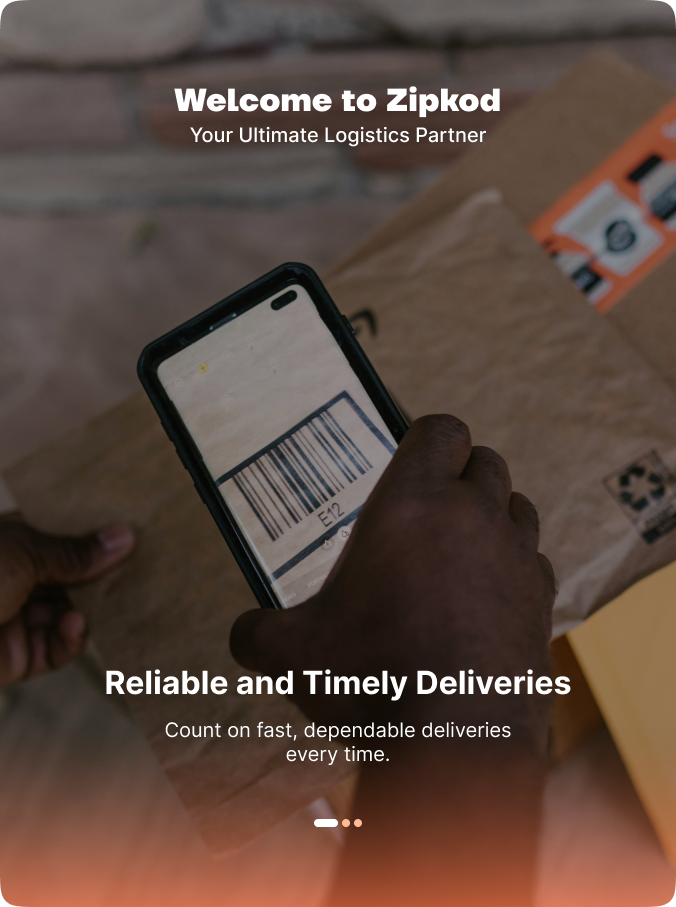 Welcome to Zipkod
Your Ultimate Logistics Partner
E12
Reliable and Timely Deliveries
Count on fast, dependable deliveries
every time.